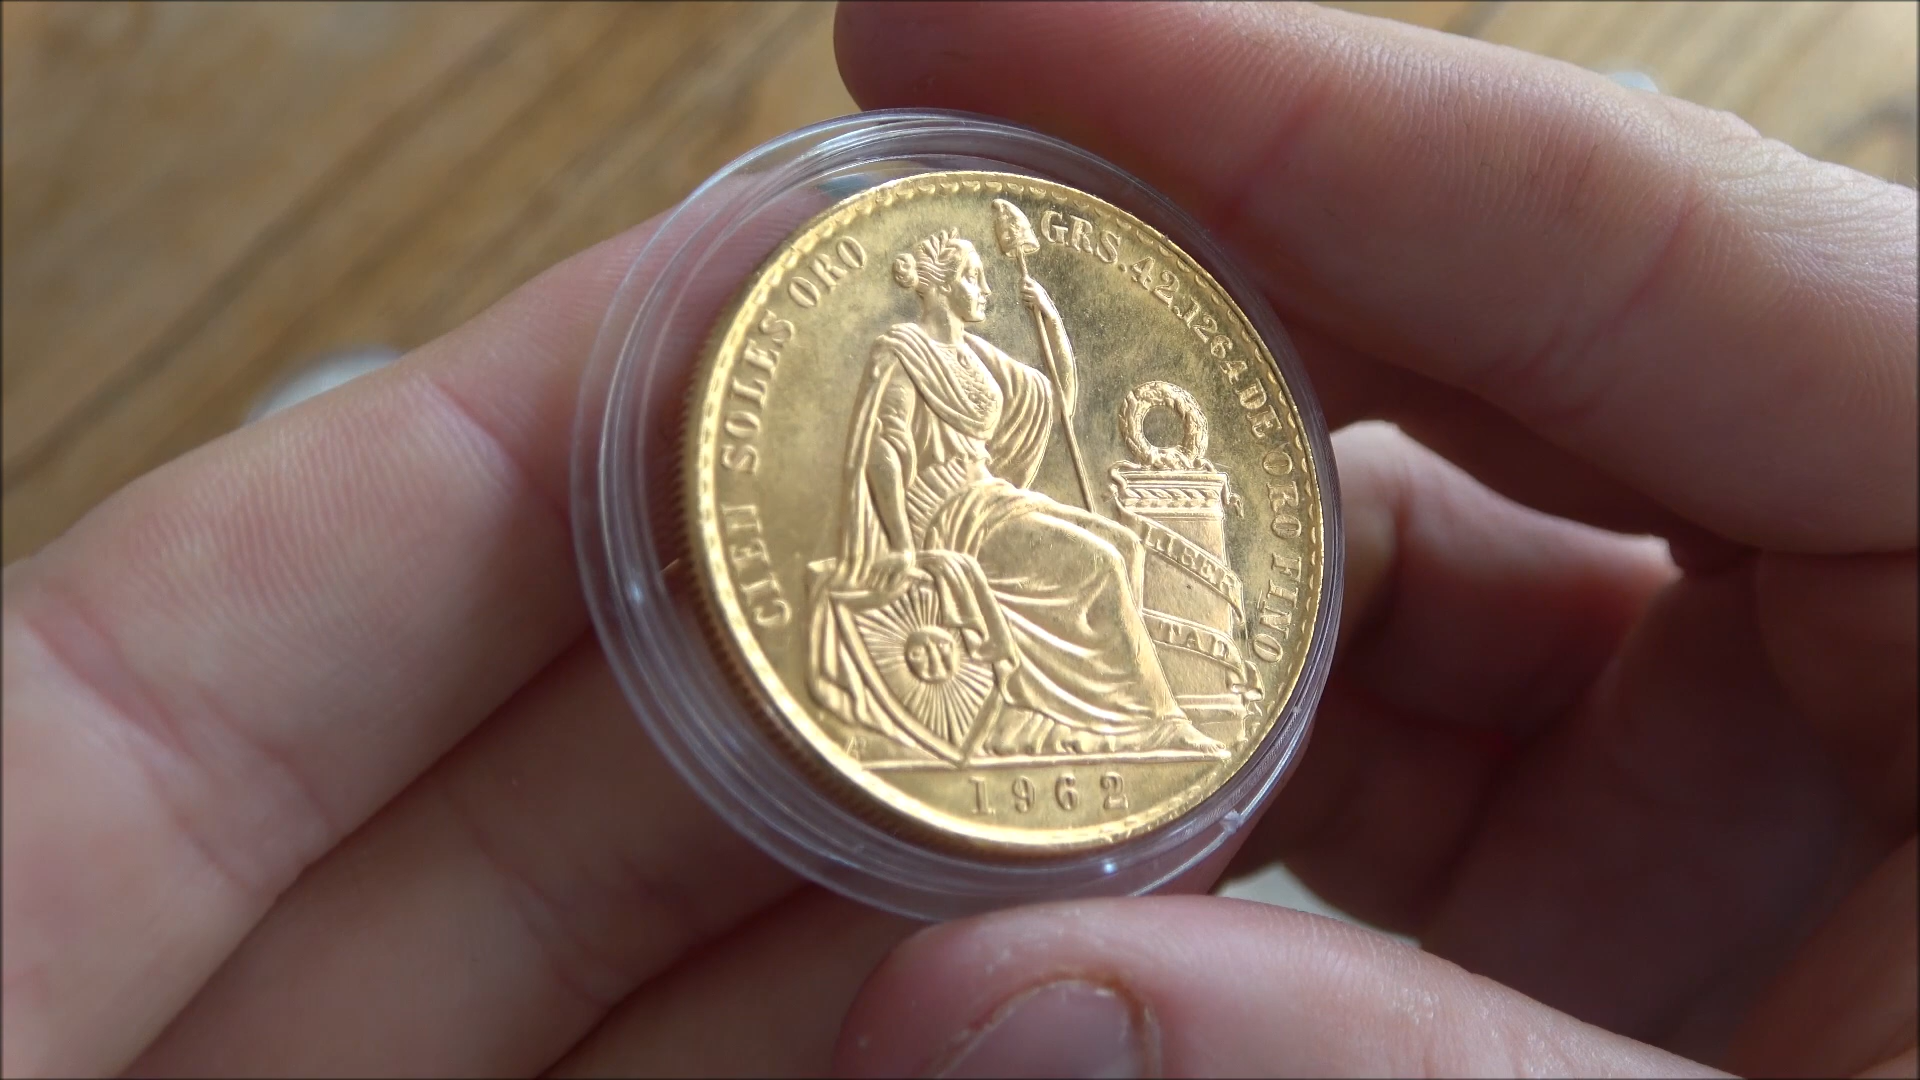 CIEN SOLES ORO
GRS.42,1264 DE ORO FINO
LIBER
TAD
1962